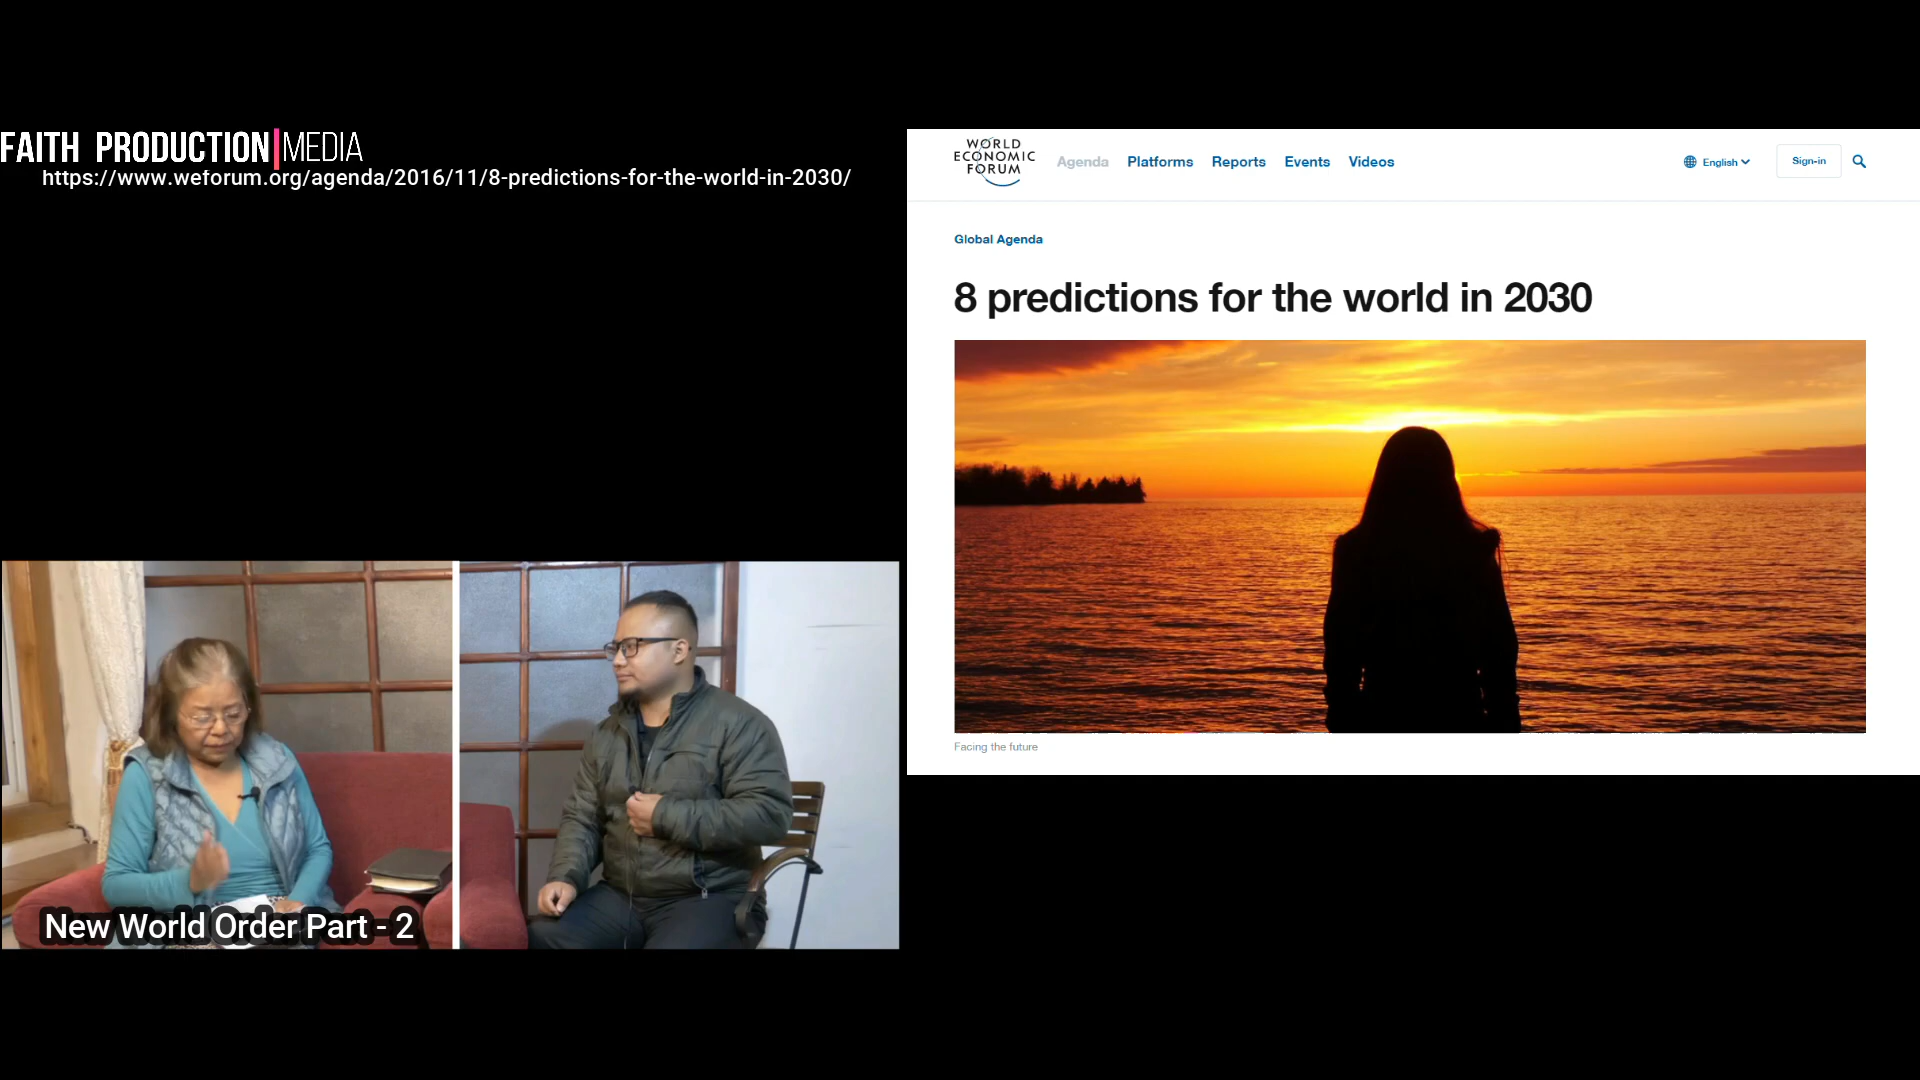 FAITH PRODUCTION|MEDIA
https://www.weforum.org/agenda/2016/11/8-predictions-for-the-world-in-2030/
New World Order Part - 2
WORLD
ECONOMIC
FORUM
Agenda Platforms Reports Events Videos
English Sign-in
Global Agenda
8 predictions for the world in 2030
Facing the future